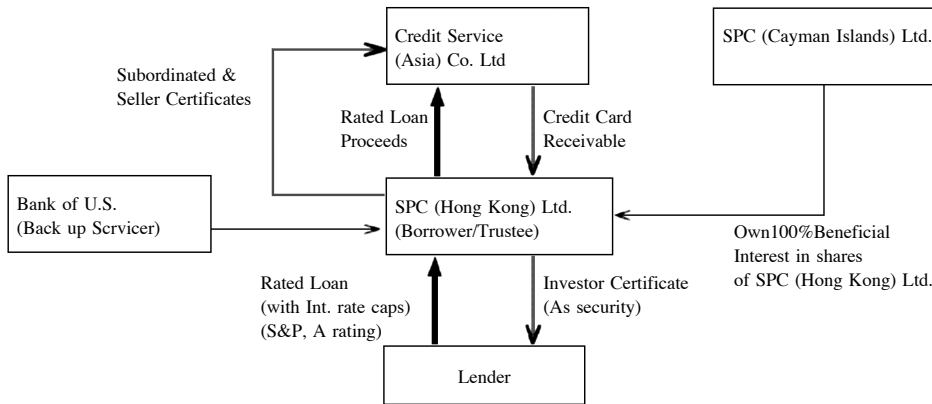 Credit Service
(Asia) Co. Ltd
SPC (Cayman Islands) Ltd.
Subordinated &
Seller Certificates
Rated Loan
Proceeds
Credit Card
Receivable
Bank of U.S.
(Back up Scrvicer)
SPC (Hong Kong) Ltd.
(Borrower/Trustee)
Own100%Beneficial
Interest in shares
of SPC (Hong Kong) Ltd.
Rated Loan
(with Int. rate caps)
(S&P, A rating)
Investor Certificate
(As security)
Lender